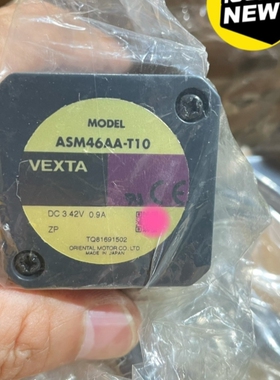 NEW
MODEL
ASM46AA-T10
VEXTA
CE
DC 3.42V 0.9A
ZP
TQ81691502
ORIENTAL MOTOR CO. LTD.
MADE IN JAPAN